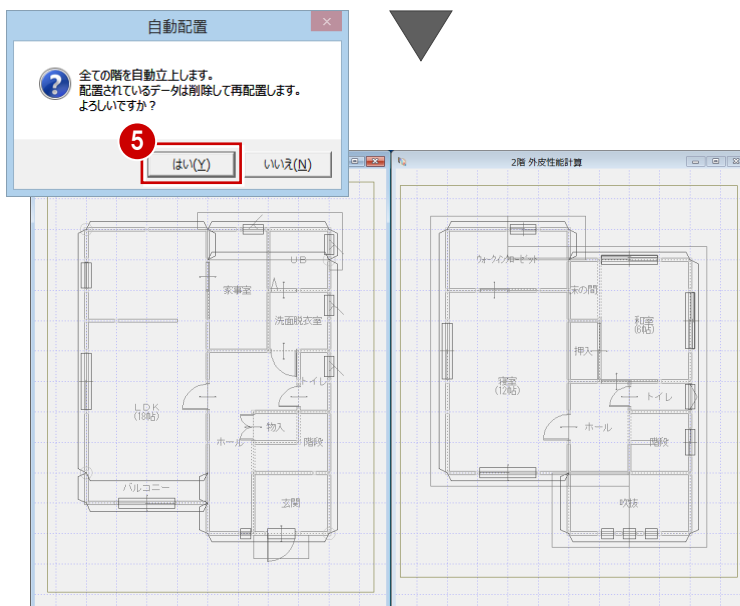 自動配置
全ての階を自動立上します。
配置されているデータは削除して再配置します。
よろしいですか？
5
はい(Y)
いいえ(N)
2階 外皮性能計算
家事室
UB
洗面脱衣室
トイレ
LDK
(18帖)
ホール
物入
階段
バルコニー
玄関
ウォークインクローゼット
床の間
和室
(6帖)
押入
寝室
(12帖)
トイレ
ホール
階段
吹抜